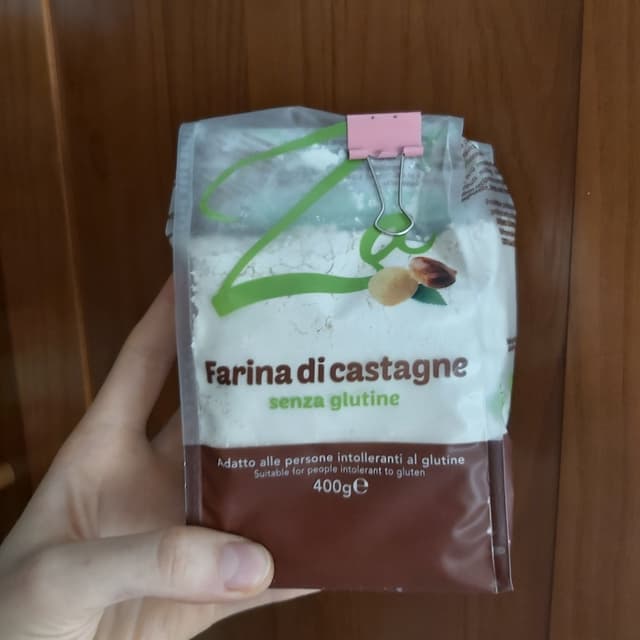 Farina di castagne
senza glutine
Adatto alle persone intolleranti al glutine
Suitable for people intolerant to gluten
400g℮